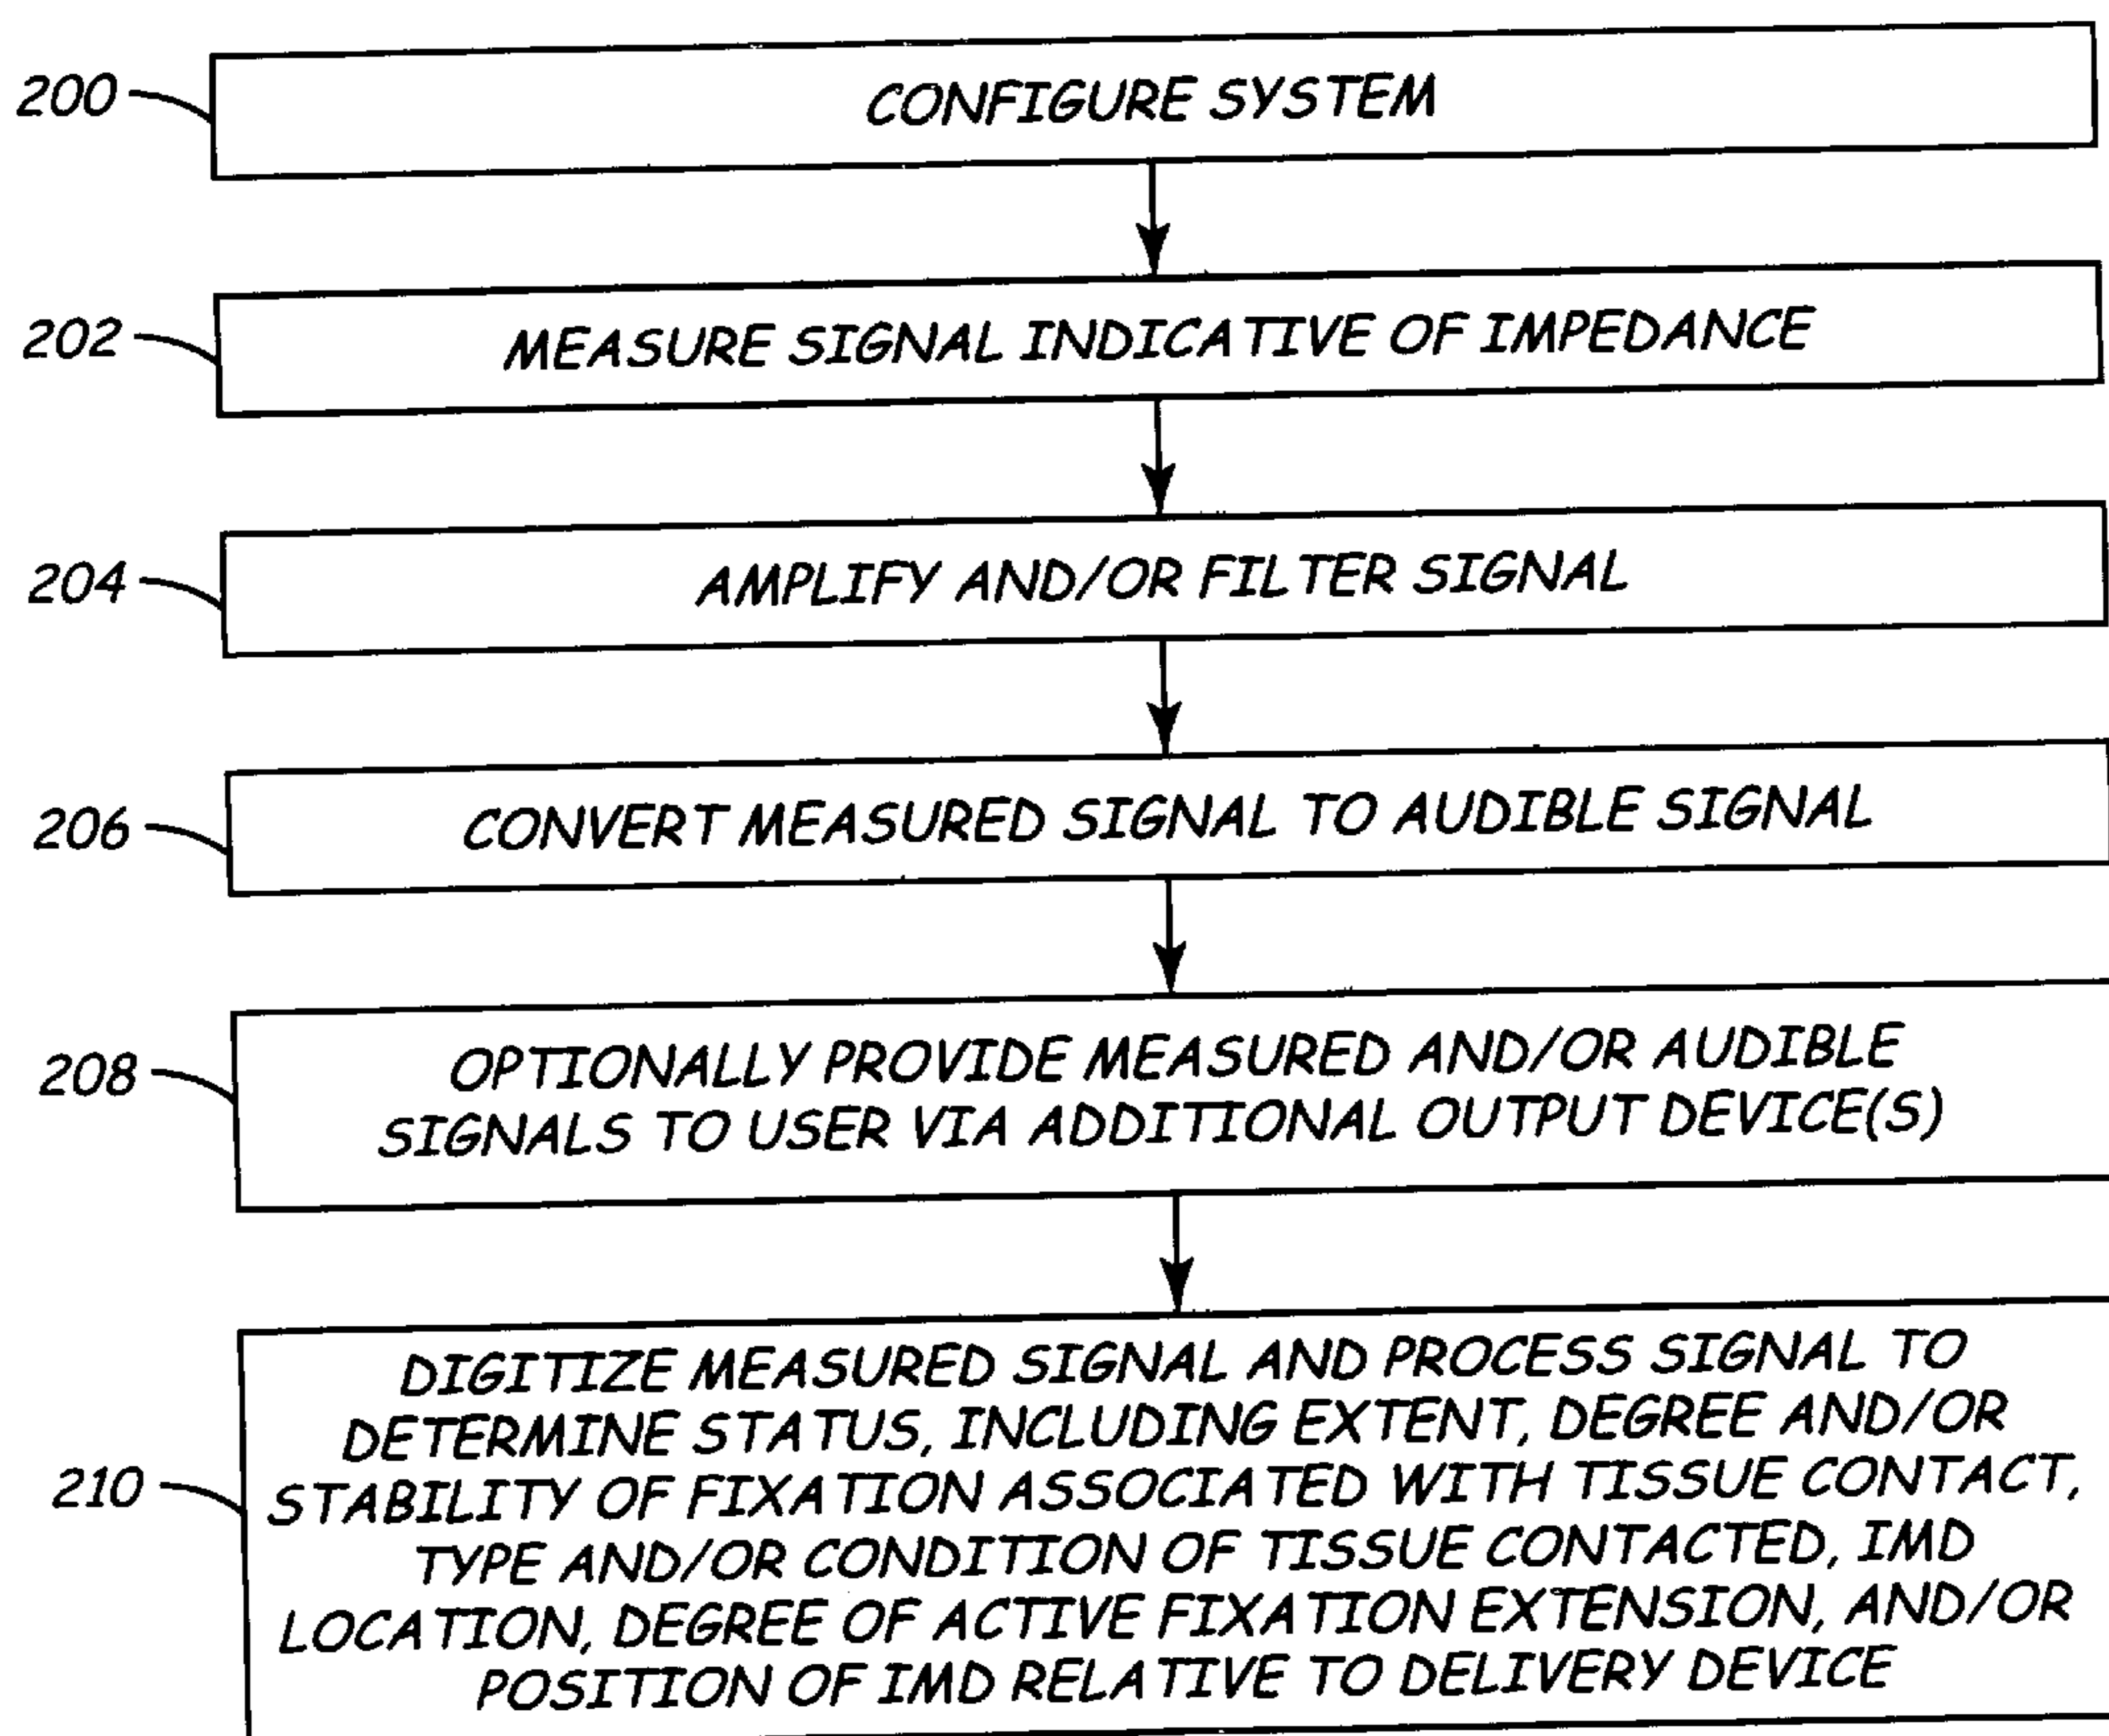 200
CONFIGURE SYSTEM
202
MEASURE SIGNAL INDICATIVE OF IMPEDANCE
204
AMPLIFY AND/OR FILTER SIGNAL
206
CONVERT MEASURED SIGNAL TO AUDIBLE SIGNAL
208
OPTIONALLY PROVIDE MEASURED AND/OR AUDIBLE
SIGNALS TO USER VIA ADDITIONAL OUTPUT DEVICE(S)
210
DIGITIZE MEASURED SIGNAL AND PROCESS SIGNAL TO
DETERMINE STATUS, INCLUDING EXTENT, DEGREE AND/OR
STABILITY OF FIXATION ASSOCIATED WITH TISSUE CONTACT,
TYPE AND/OR CONDITION OF TISSUE CONTACTED, IMD
LOCATION, DEGREE OF ACTIVE FIXATION EXTENSION, AND/OR
POSITION OF IMD RELATIVE TO DELIVERY DEVICE